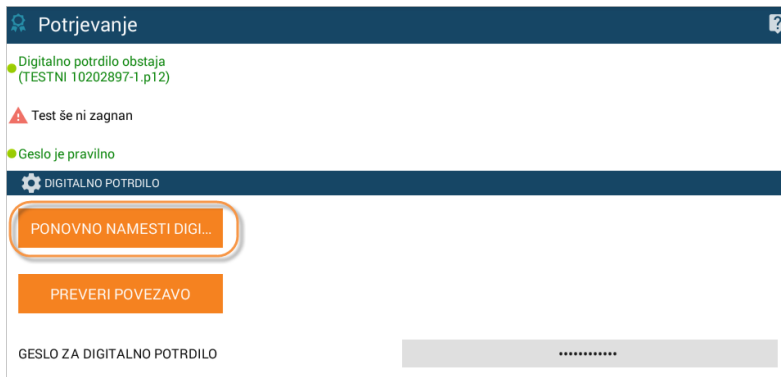 Potrjevanje
Digitalno potrdilo obstaja
(TESTNI 10202897-1.p12)
Test še ni zagnan
Geslo je pravilno
DIGITALNO POTRDILO
PONOVNO NAMESTI DIGI...
PREVERI POVEZAVO
GESLO ZA DIGITALNO POTRDILO ••••••••••••